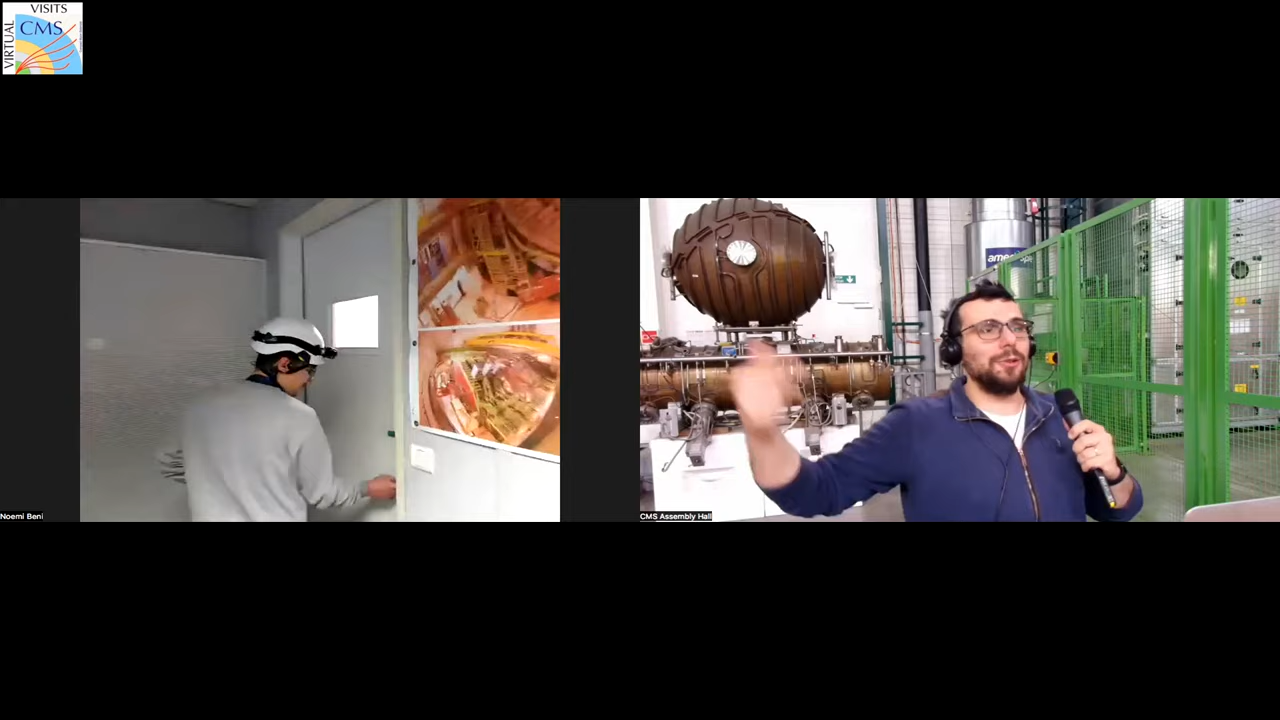 VISITS
CMS
VIRTUAL
Noemi Beni
CMS Assembly Hall